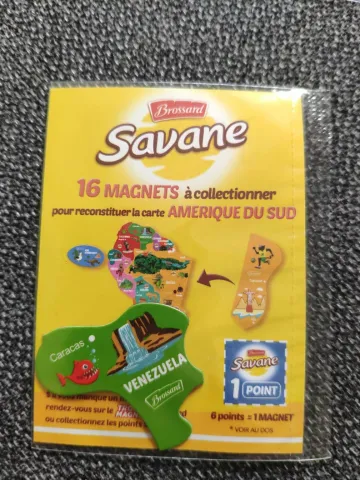 Brossard
Savane
16 MAGNETS à collectionner
pour reconstituer la carte AMERIQUE DU SUD
Caracas
VENEZUELA
Brossard
Brossard
Savane
1 POINT
rendez-vous sur le
ou collectionnez les points
6 points = 1 MAGNET
* VOIR AU DOS